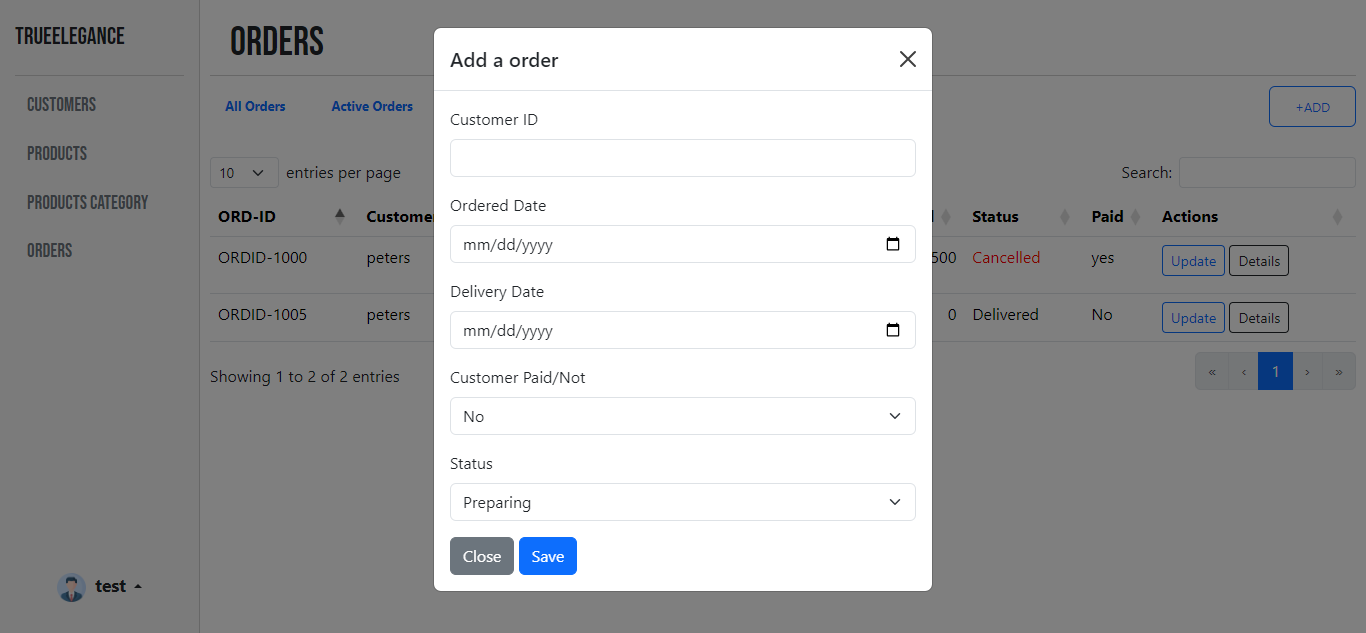 TRUEELEGANCE
CUSTOMERS
PRODUCTS
PRODUCTS CATEGORY
ORDERS
test
ORDERS
All Orders Active Orders
+ADD
10 entries per page
Search:
ORD-ID Custome Status Paid Actions
ORDID-1000 peters 500 Cancelled yes Update Details
ORDID-1005 peters 0 Delivered No Update Details
Showing 1 to 2 of 2 entries
« ‹ 1 › »
Add a order
Customer ID
Ordered Date
mm/dd/yyyy
Delivery Date
mm/dd/yyyy
Customer Paid/Not
No
Status
Preparing
Close Save